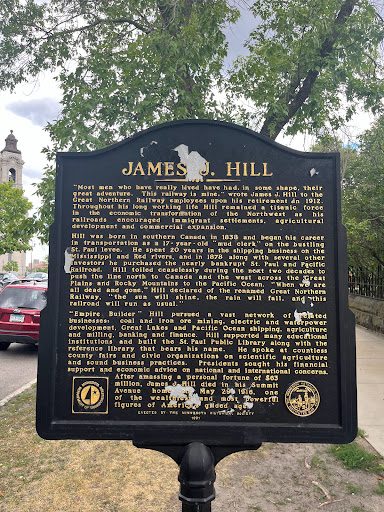 JAMES J. HILL
"Most men who have really lived have had, in some shape, their
great adventure. This railway is mine," wrote James J. Hill to the
Great Northern Railway employees upon his retirement in 1912.
Throughout his long working life Hill remained a titanic force
in the economic transformation of the Northwest as his
railroads encouraged immigrant settlements, agricultural
development and commercial expansion.
Hill was born in southern Canada in 1838 and began his career
in transportation as a 17-year-old "mud clerk" on the bustling
St. Paul levee. He spent 20 years in the shipping business on the
Mississippi and Red rivers, and in 1878 along with several other
investors he purchased the nearly bankrupt St. Paul and Pacific
Railroad. Hill toiled ceaselessly during the next two decades to
push the line north to Canada and the west across the Great
Plains and Rocky Mountains to the Pacific Ocean. "When we are
all dead and gone," Hill declared of the renamed Great Northern
Railway, "the sun will shine, the rain will fall, and this
railroad will run as usual."
"Empire Builder" Hill pursued a vast network of related
businesses: coal and iron ore mining, electric and waterpower
development, Great Lakes and Pacific Ocean shipping, agriculture
and milling, banking and finance. Hill supported many educational
institutions and built the St. Paul Public Library along with the
reference library that bears his name. He spoke at countless
county fairs and civic organizations on scientific agriculture
and sound business practices. Presidents sought his financial
support and economic advice on national and international concerns.
After amassing a personal fortune of $63
million, James J. Hill died in his Summit
Avenue home May 29, 1916, one
of the wealthiest and most powerful
figures of America's gilded age.
ERECTED BY THE MINNESOTA HISTORICAL SOCIETY